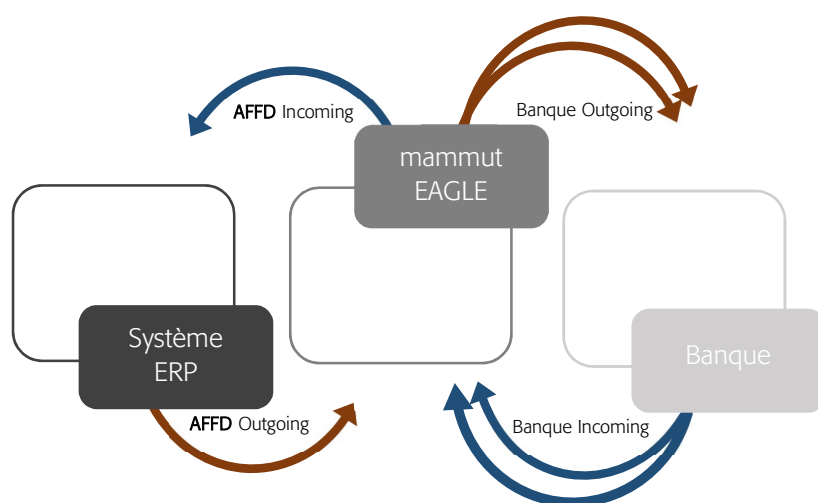 AFFD Incoming
Banque Outgoing
mammut
EAGLE
Système
ERP
Banque
AFFD Outgoing
Banque Incoming